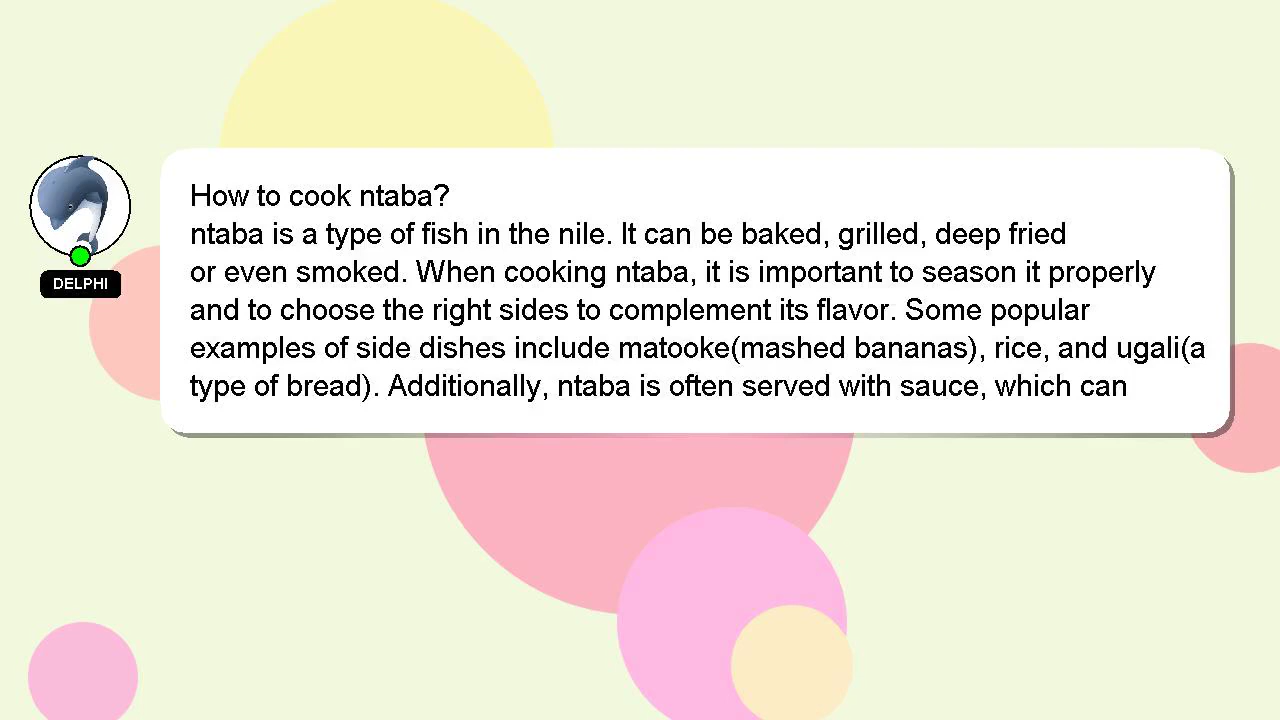 How to cook ntaba?
ntaba is a type of fish in the nile. It can be baked, grilled, deep fried
or even smoked. When cooking ntaba, it is important to season it properly
and to choose the right sides to complement its flavor. Some popular
examples of side dishes include matooke(mashed bananas), rice, and ugali(a
type of bread). Additionally, ntaba is often served with sauce, which can
DELPHI